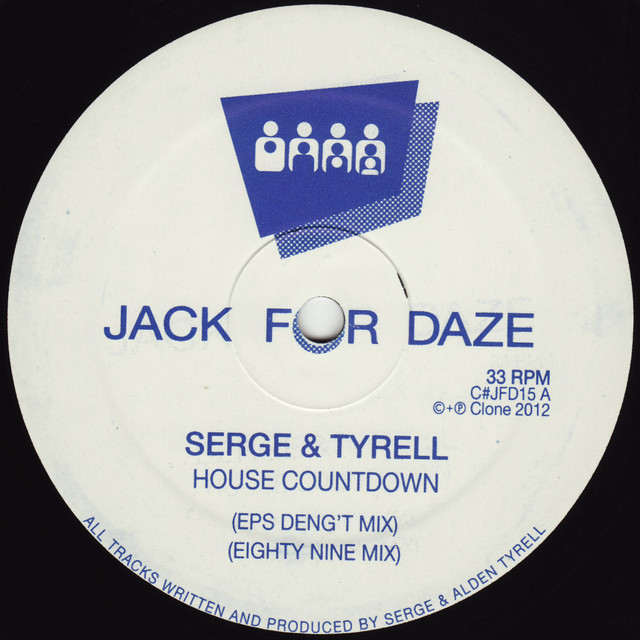 JACK FOR DAZE
33 RPM
C#JFD15 A
©+℗ Clone 2012
SERGE & TYRELL
HOUSE COUNTDOWN
(EPS DENG'T MIX)
(EIGHTY NINE MIX)
ALL TRACKS WRITTEN AND PRODUCED BY SERGE & ALDEN TYRELL